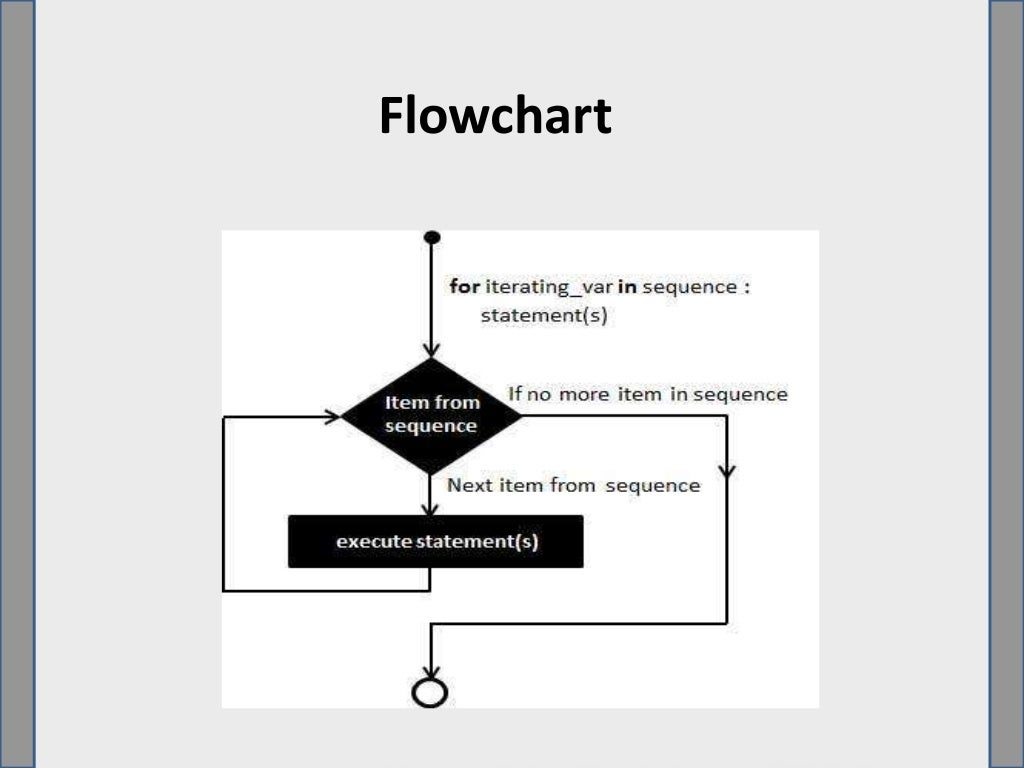 Flowchart
for iterating_var in sequence :
statement(s)
If no more item in sequence
Item from
sequence
Next item from sequence
execute statement(s)